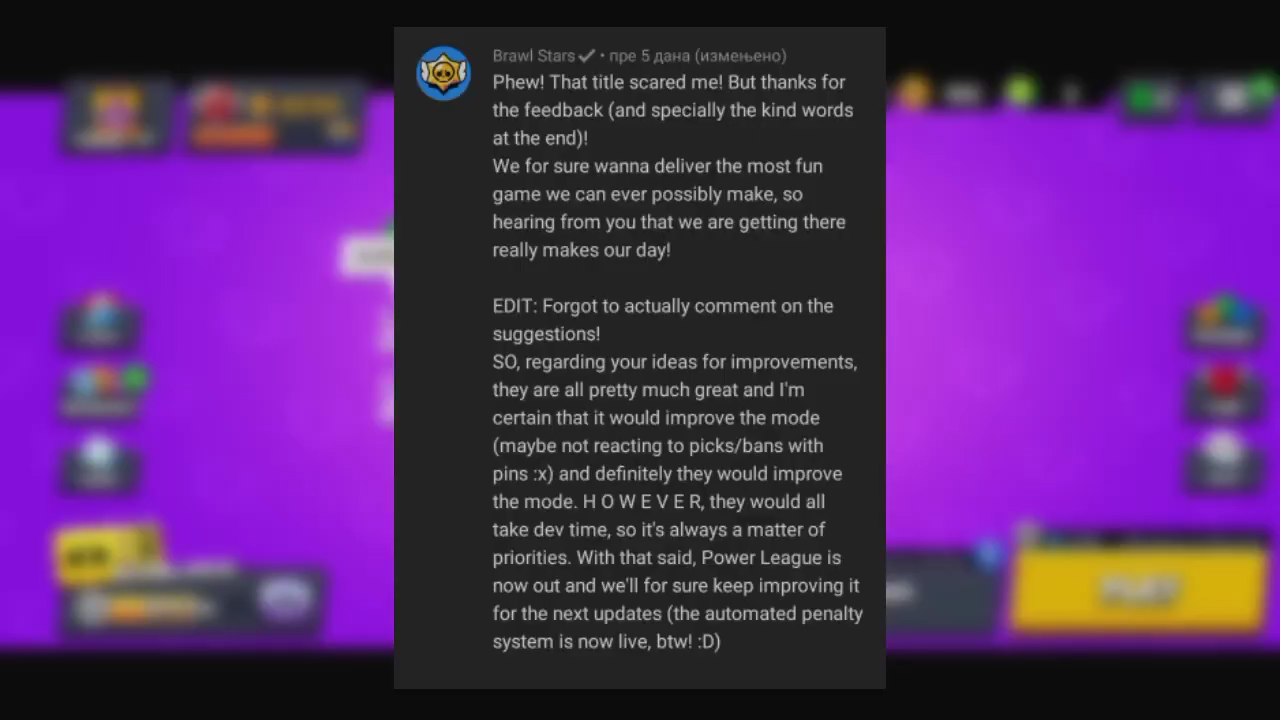 Brawl Stars ✔ • пре 5 дана (измењено)
Phew! That title scared me! But thanks for
the feedback (and specially the kind words
at the end)!
We for sure wanna deliver the most fun
game we can ever possibly make, so
hearing from you that we are getting there
really makes our day!
EDIT: Forgot to actually comment on the
suggestions!
SO, regarding your ideas for improvements,
they are all pretty much great and I'm
certain that it would improve the mode
(maybe not reacting to picks/bans with
pins :x) and definitely they would improve
the mode. H O W E V E R, they would all
take dev time, so it's always a matter of
priorities. With that said, Power League is
now out and we'll for sure keep improving it
for the next updates (the automated penalty
system is now live, btw! :D)